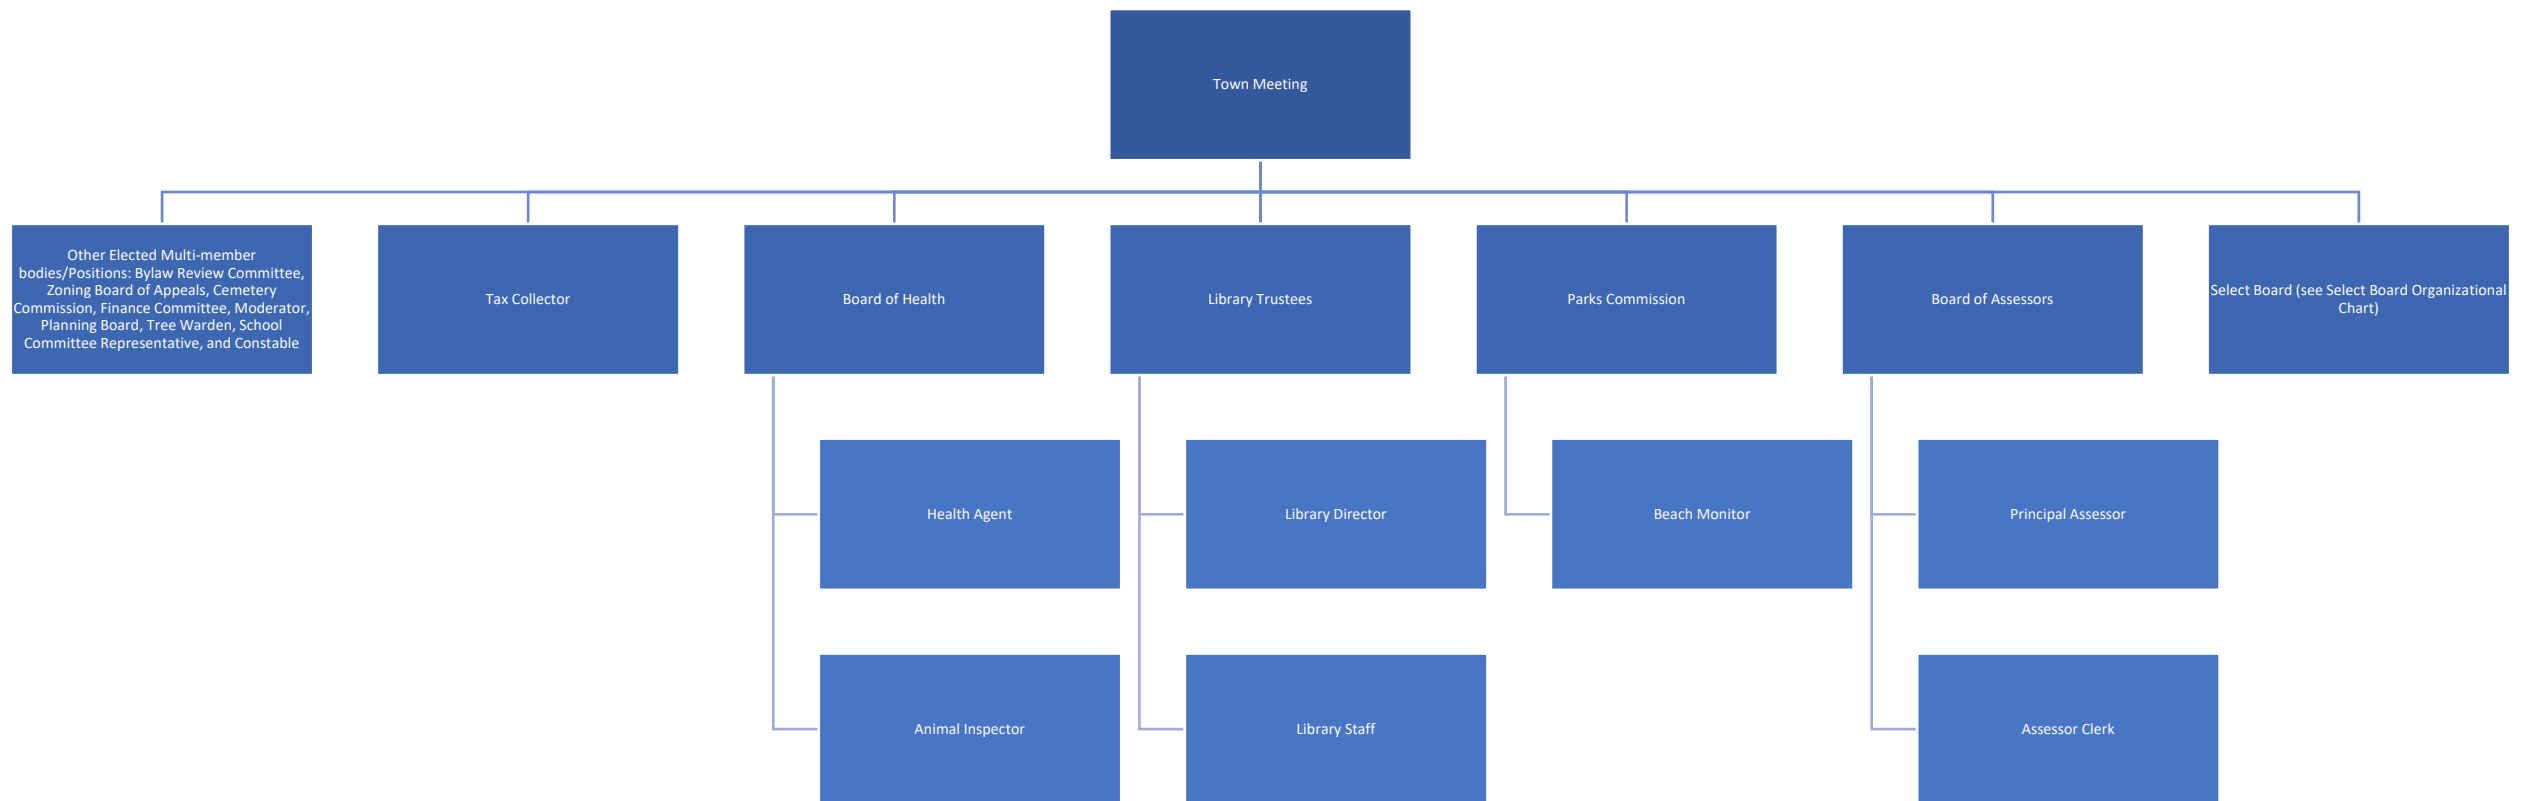 Town Meeting
Other Elected Multi-member
bodies/Positions: Bylaw Review Committee,
Zoning Board of Appeals, Cemetery
Commission, Finance Committee, Moderator,
Planning Board, Tree Warden, School
Committee Representative, and Constable
Tax Collector
Board of Health
Library Trustees
Parks Commission
Board of Assessors
Select Board (see Select Board Organizational
Chart)
Health Agent
Library Director
Beach Monitor
Principal Assessor
Animal Inspector
Library Staff
Assessor Clerk